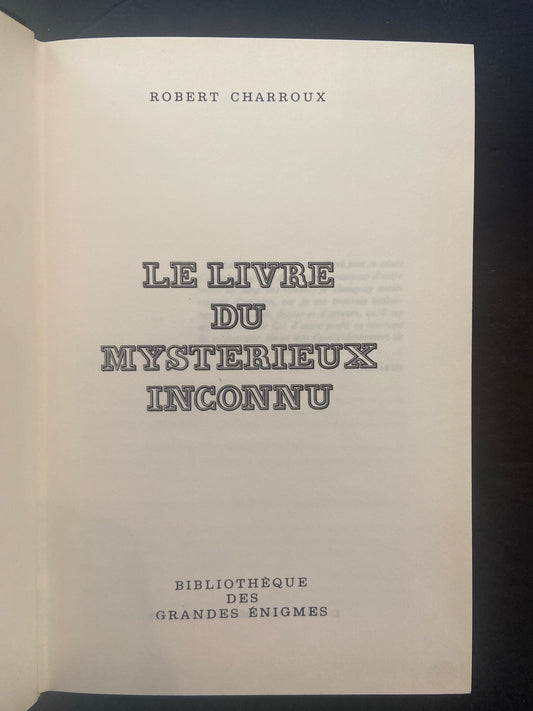 ROBERT CHARROUX
LE LIVRE
DU
MYSTERIEUX
INCONNU
BIBLIOTHÈQUE
DES
GRANDES ÉNIGMES